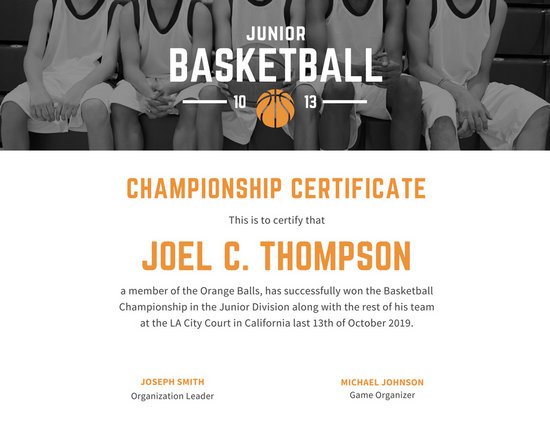 JUNIOR
BASKETBALL
10 13
CHAMPIONSHIP CERTIFICATE
This is to certify that
JOEL C. THOMPSON
a member of the Orange Balls, has successfully won the Basketball
Championship in the Junior Division along with the rest of his team
at the LA City Court in California last 13th of October 2019.
JOSEPH SMITH
Organization Leader
MICHAEL JOHNSON
Game Organizer